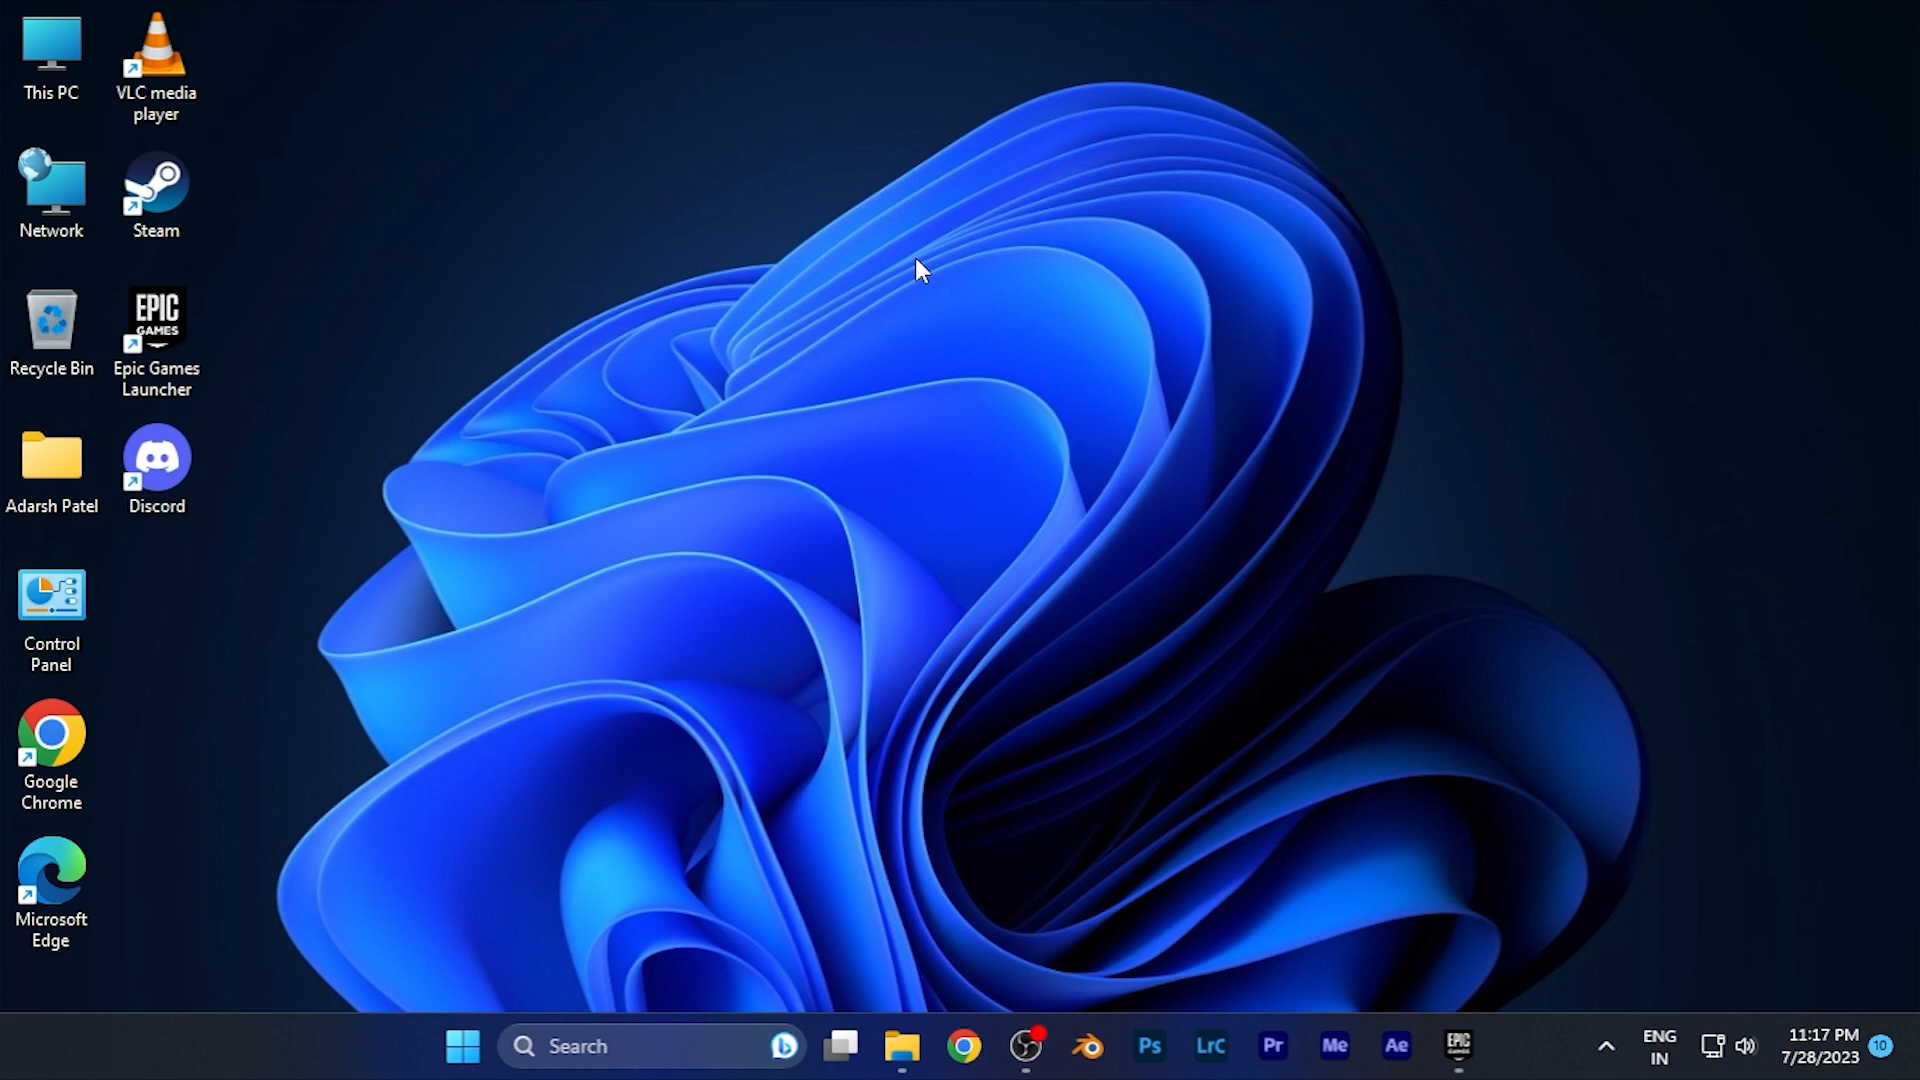 This PC
VLC media
player
Network
Steam
Recycle Bin
EPIC
GAMES
Epic Games
Launcher
Adarsh Patel
Discord
Control
Panel
Google
Chrome
Microsoft
Edge
Search
Ps
LrC
Pr
Me
Ae
EPIC
GAMES
ENG
IN
11:17 PM
7/28/2023
10